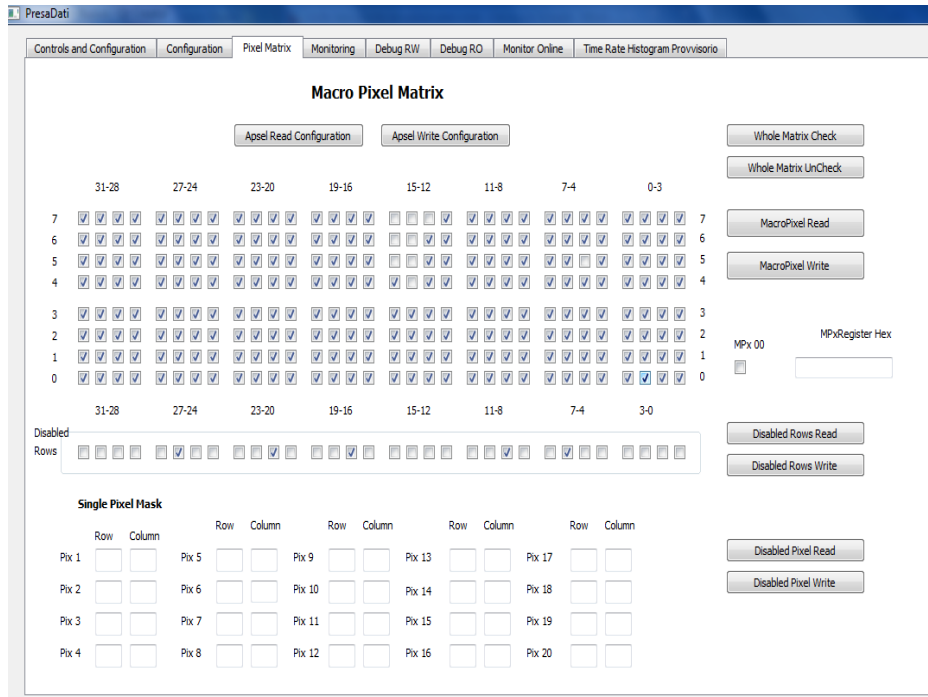 PresaDati
Controls and Configuration Configuration Pixel Matrix Monitoring Debug RW Debug RO Monitor Online Time Rate Histogram Provvisorio
Macro Pixel Matrix
Apsel Read Configuration Apsel Write Configuration Whole Matrix Check
Whole Matrix UnCheck
31-28 27-24 23-20 19-16 15-12 11-8 7-4 0-3
7 7 MacroPixel Read
6 6
5 5 MacroPixel Write
4 4
3 3
2 2 MPxRegister Hex
MPx 00
1 1
0 0
31-28 27-24 23-20 19-16 15-12 11-8 7-4 3-0
Disabled Disabled Rows Read
Rows Disabled Rows Write
Single Pixel Mask
Row Column Row Column Row Column Row Column Row Column
Pix 1 Pix 5 Pix 9 Pix 13 Pix 17 Disabled Pixel Read
Pix 2 Pix 6 Pix 10 Pix 14 Pix 18 Disabled Pixel Write
Pix 3 Pix 7 Pix 11 Pix 15 Pix 19
Pix 4 Pix 8 Pix 12 Pix 16 Pix 20